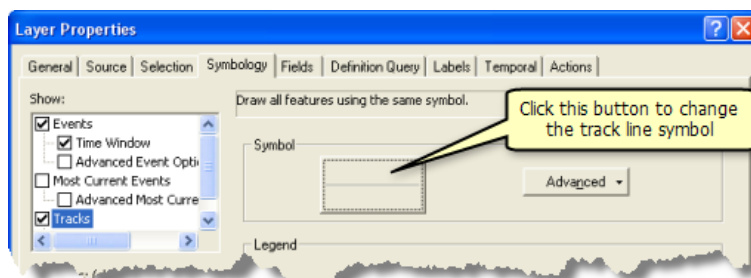 Layer Properties
General Source Selection Symbology Fields Definition Query Labels Temporal Actions
Show:
Draw all features using the same symbol.
Click this button to change
the track line symbol
Events
Time Window
Advanced Event Opti
Most Current Events
Advanced Most Curre
Tracks
Symbol
Advanced
Legend